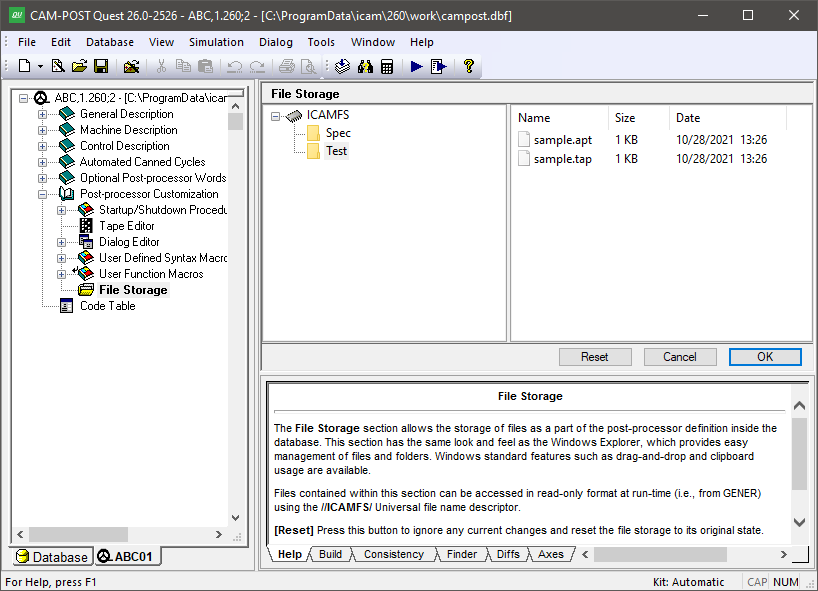 CAM-POST Quest 26.0-2526 - ABC,1.260;2 - [C:\ProgramData\icam\260\work\campost.dbf]
File Edit Database View Simulation Dialog Tools Window Help
ABC,1.260;2 - [C:\ProgramData\icar
General Description
Machine Description
Control Description
Automated Canned Cycles
Optional Post-processor Words
Post-processor Customization
Startup/Shutdown Procedu
Tape Editor
Dialog Editor
User Defined Syntax Macro
User Function Macros
File Storage
Code Table
Database ABC01
File Storage
ICAMFS
Spec
Test
Name Size Date
sample.apt 1 KB 10/28/2021 13:26
sample.tap 1 KB 10/28/2021 13:26
Reset Cancel OK
File Storage
The File Storage section allows the storage of files as a part of the post-processor definition inside the
database. This section has the same look and feel as the Windows Explorer, which provides easy
management of files and folders. Windows standard features such as drag-and-drop and clipboard
usage are available.
Files contained within this section can be accessed in read-only format at run-time (i.e., from GENER)
using the //ICAMFS/ Universal file name descriptor.
[Reset] Press this button to ignore any current changes and reset the file storage to its original state.
Help Build Consistency Finder Diffs Axes
For Help, press F1 Kit: Automatic CAP NUM